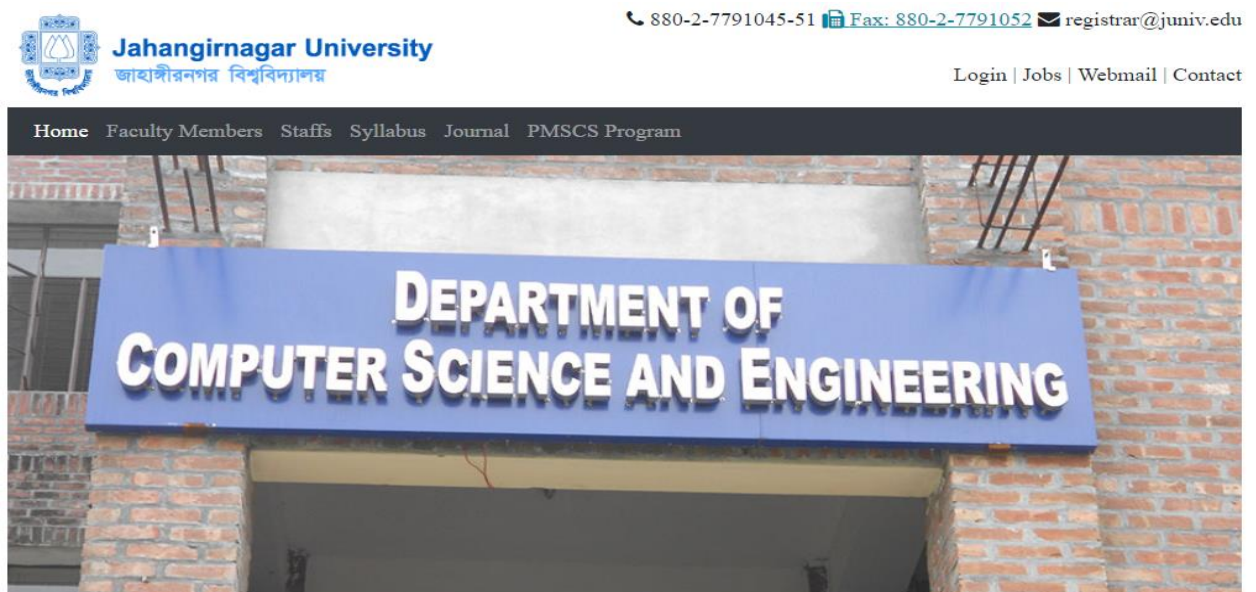 880-2-7791045-51 Fax: 880-2-7791052 registrar@juniv.edu
Jahangirnagar University
জাহাঙ্গীরনগর বিশ্ববিদ্যালয়
Login | Jobs | Webmail | Contact
Home Faculty Members Staffs Syllabus Journal PMSCS Program
DEPARTMENT OF
COMPUTER SCIENCE AND ENGINEERING